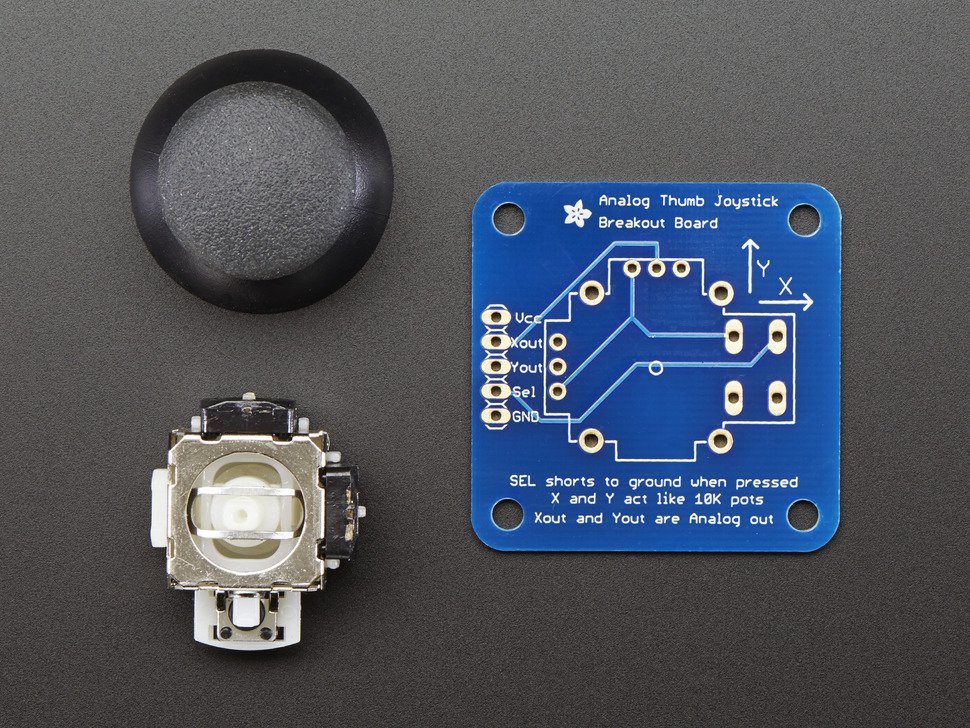 Analog Thumb Joystick
Breakout Board
Y
X
Vcc
Xout
Yout
Sel
GND
SEL shorts to ground when pressed
X and Y act like 10K pots
Xout and Yout are Analog out